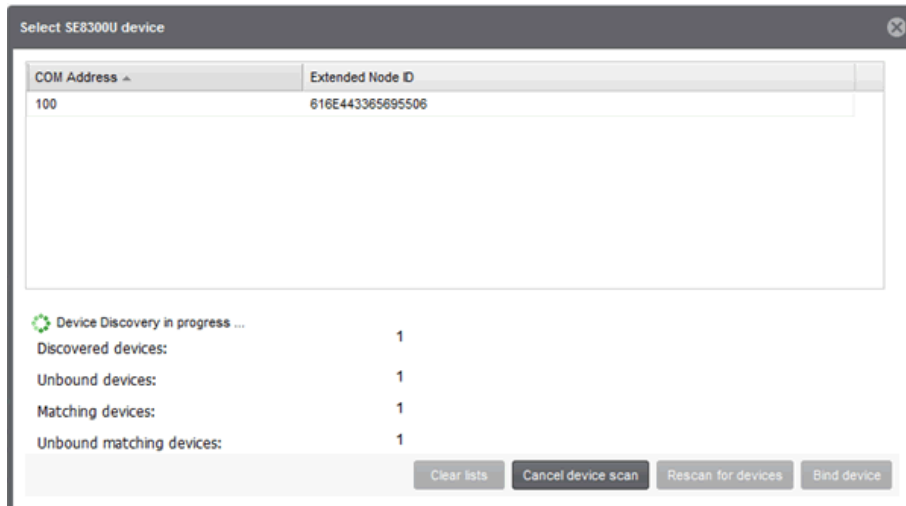 Select SE8300U device
COM Address Extended Node ID
100 616E443365695506
Device Discovery in progress ...
Discovered devices: 1
Unbound devices: 1
Matching devices: 1
Unbound matching devices: 1
Clear lists Cancel device scan Rescan for devices Bind device